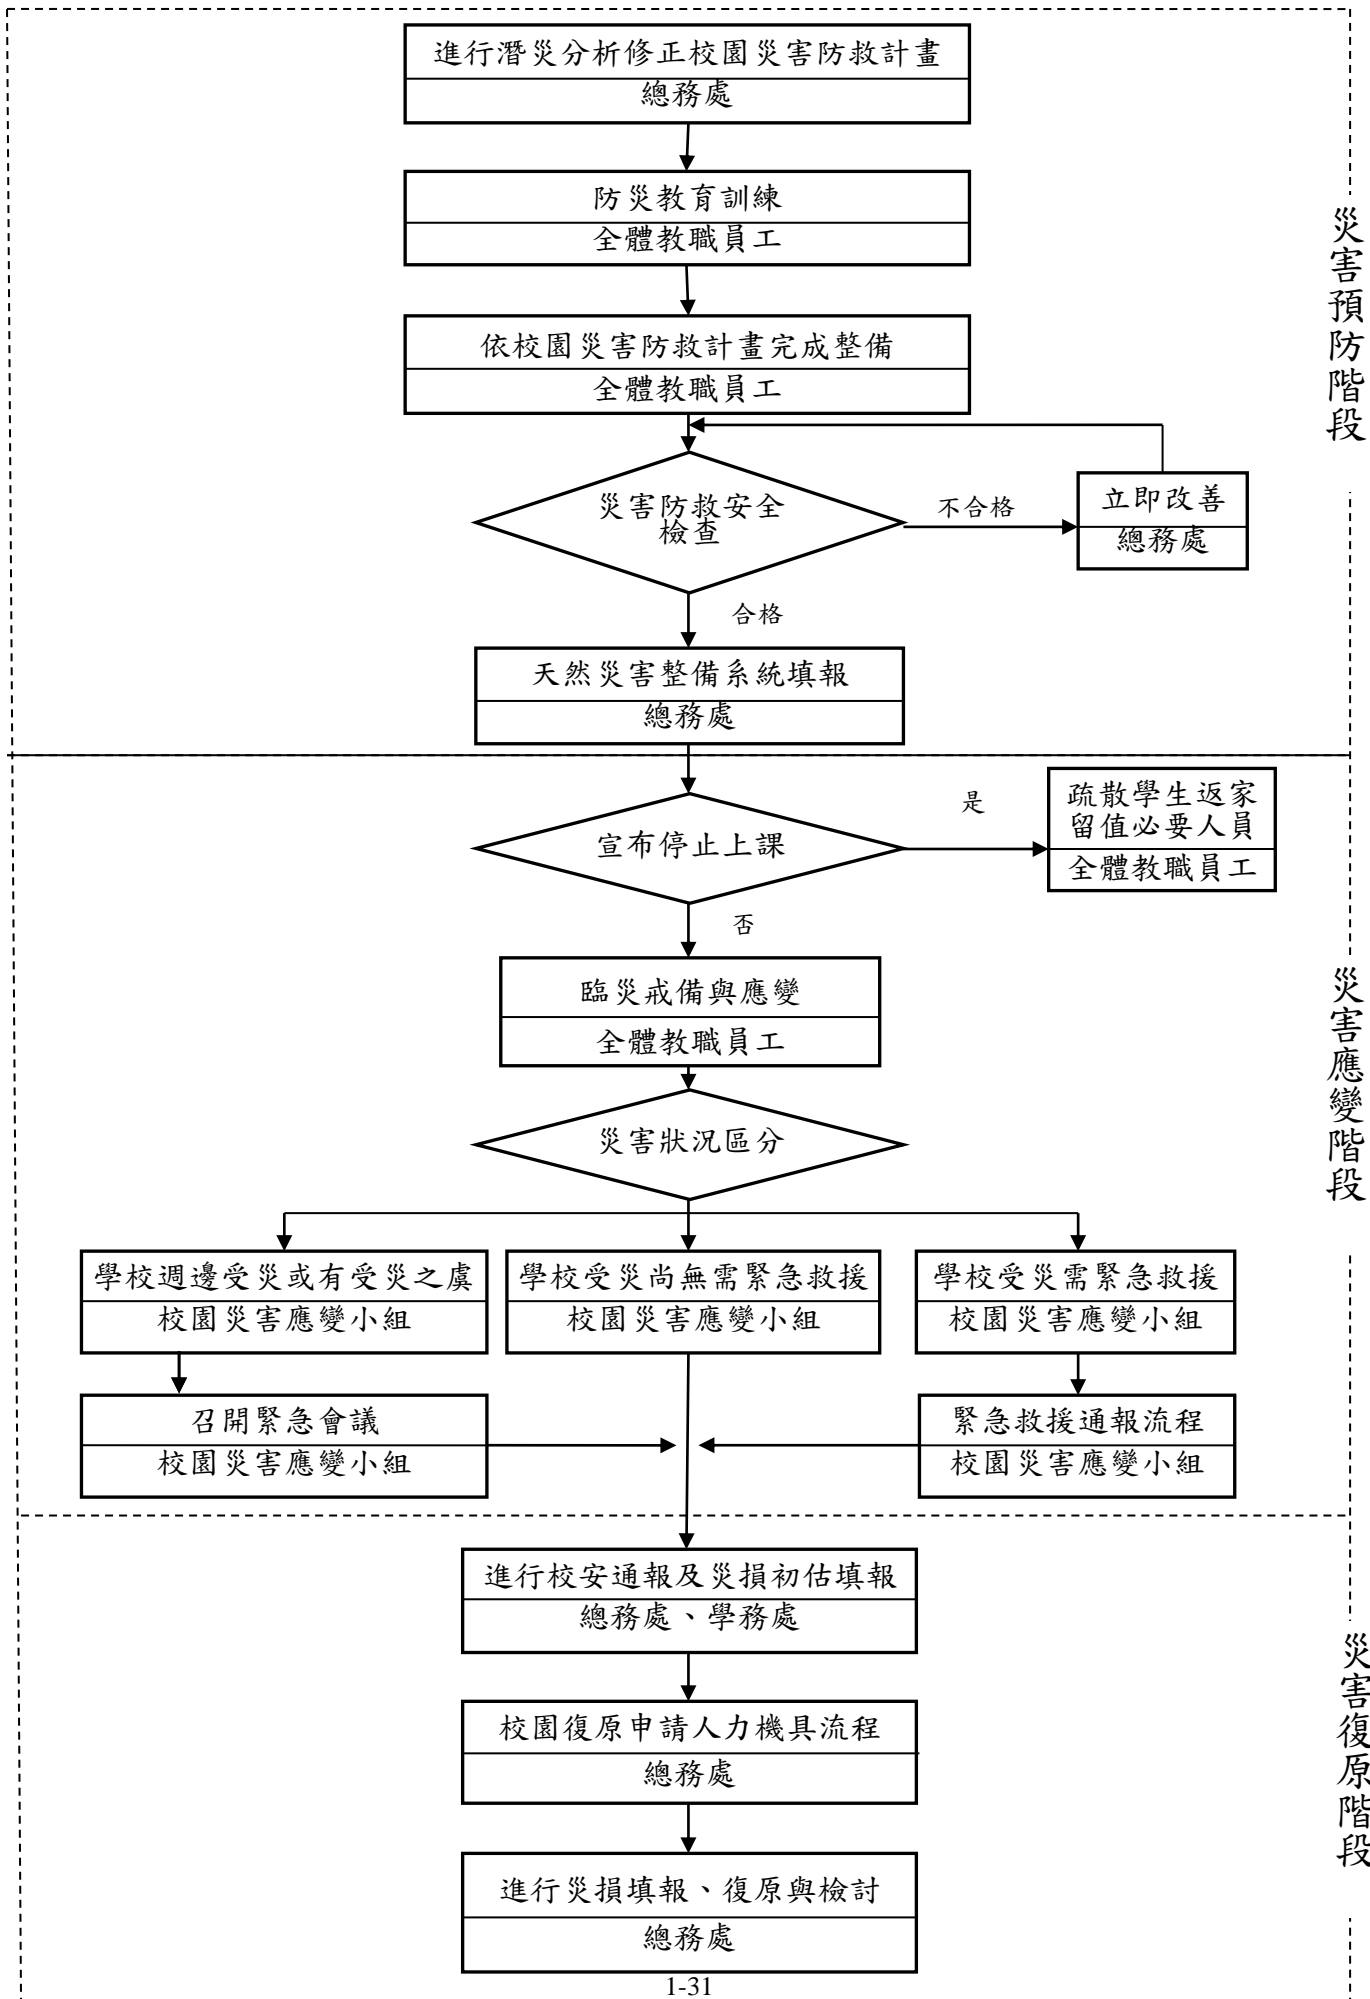 進行潛災分析修正校園災害防救計畫
總務處
防災教育訓練
全體教職員工
依校園災害防救計畫完成整備
全體教職員工
災害防救安全
檢查
不合格
立即改善
總務處
合格
天然災害整備系統填報
總務處
災害預防階段
宣布停止上課
是
疏散學生返家
留值必要人員
全體教職員工
否
臨災戒備與應變
全體教職員工
災害狀況區分
學校週邊受災或有受災之虞
校園災害應變小組
學校受災尚無需緊急救援
校園災害應變小組
學校受災需緊急救援
校園災害應變小組
召開緊急會議
校園災害應變小組
緊急救援通報流程
校園災害應變小組
災害應變階段
進行校安通報及災損初估填報
總務處、學務處
校園復原申請人力機具流程
總務處
進行災損填報、復原與檢討
總務處
災害復原階段
1-31